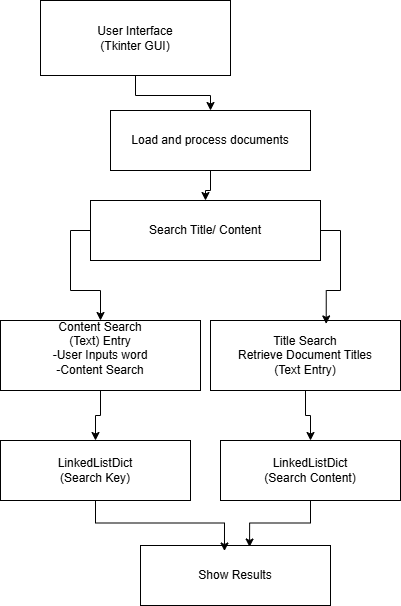 User Interface
(Tkinter GUI)
Load and process documents
Search Title/ Content
Content Search
(Text) Entry
-User Inputs word
-Content Search
Title Search
Retrieve Document Titles
(Text Entry)
LinkedListDict
(Search Key)
LinkedListDict
(Search Content)
Show Results